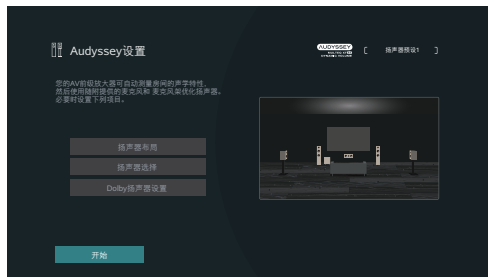 Audyssey设置
AUDYSSEY
[ 扬声器预设1 ]
您的AV前级放大器可自动测量房间的声学特性，
然后使用随附提供的麦克风和 麦克风架优化扬声器。
必要时设置下列项目。
扬声器布局
扬声器选择
Dolby扬声器设置
开始